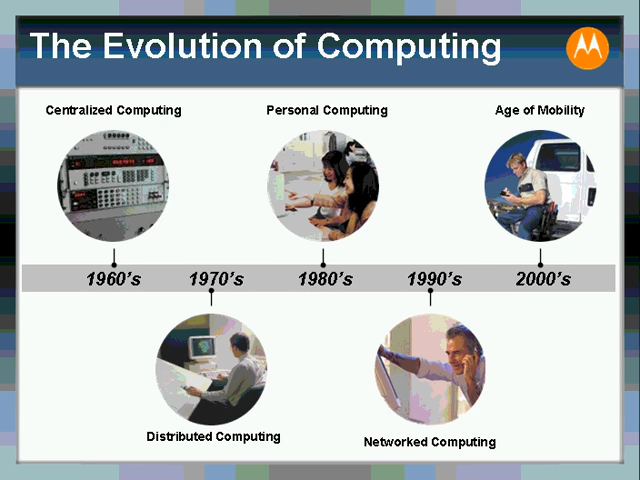 The Evolution of Computing
Centralized Computing
Personal Computing
Age of Mobility
1960's
1970's
1980's
1990's
2000's
Distributed Computing
Networked Computing